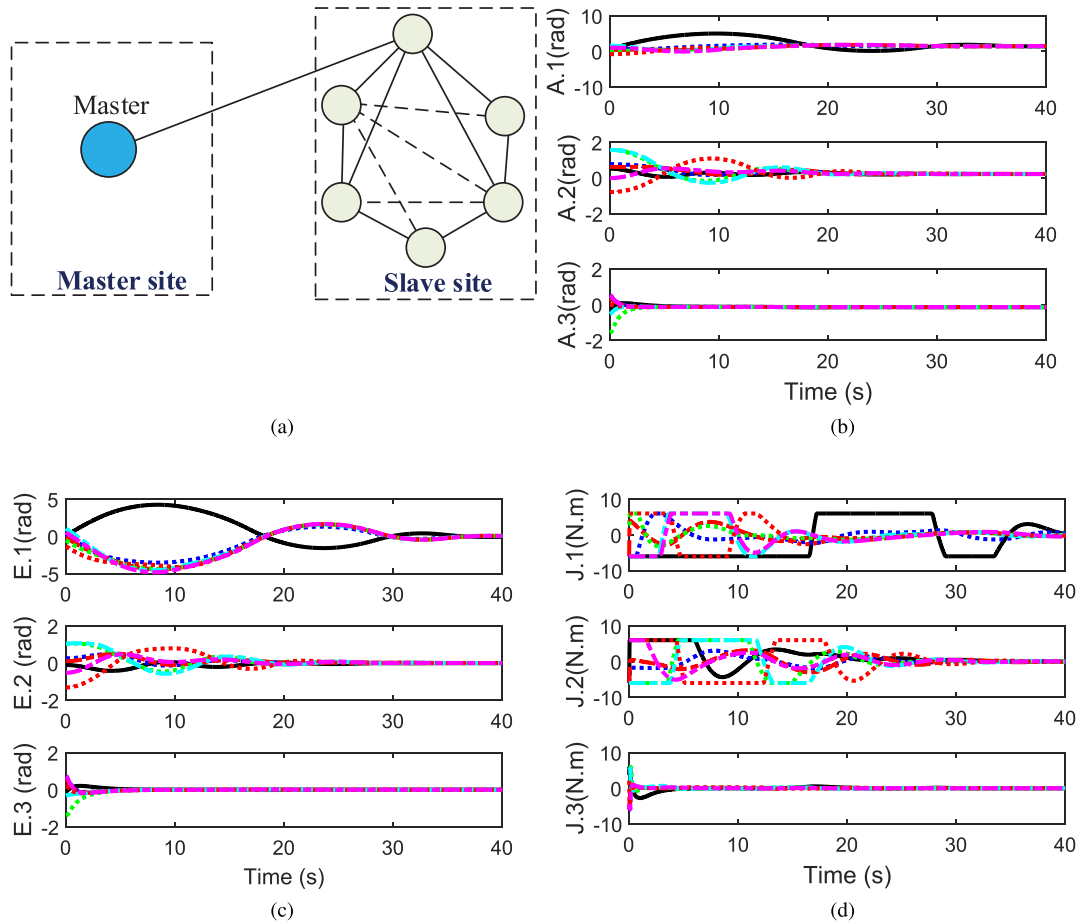 Master
Master site
Slave site
(a)
A.1(rad)
10
0
-10
0 10 20 30 40
A.2(rad)
2
0
-2
0 10 20 30 40
A.3(rad)
2
0
-2
0 10 20 30 40
Time (s)
(b)
E.1 (rad)
5
0
-5
0 10 20 30 40
E.2 (rad)
2
0
-2
0 10 20 30 40
E.3 (rad)
2
0
-2
0 10 20 30 40
Time (s)
(c)
J.1(N.m)
10
0
-10
0 10 20 30 40
J.2(N.m)
10
0
-10
0 10 20 30 40
J.3(N.m)
10
0
-10
0 10 20 30 40
Time (s)
(d)